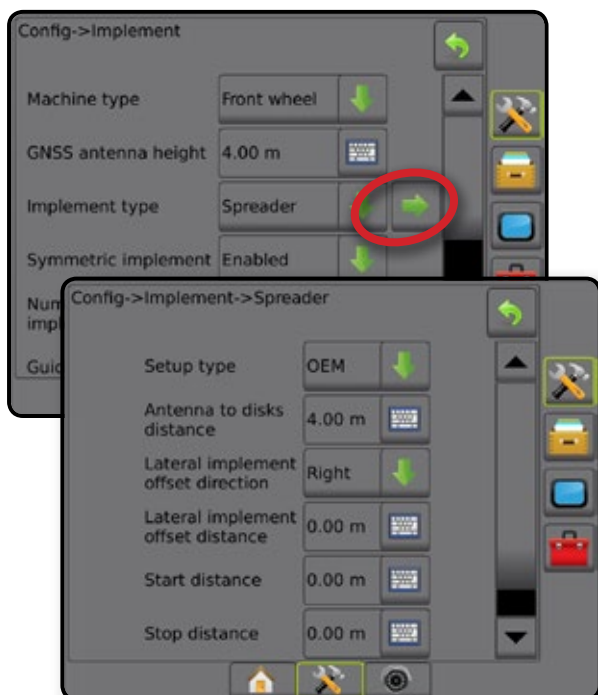 Config->Implement
Machine type Front wheel
GNSS antenna height 4.00 m
Implement type Spreader
Symmetric implement Enabled
Config->Implement->Spreader
Setup type OEM
Antenna to disks
distance 4.00 m
Lateral implement
offset direction Right
Lateral implement
offset distance 0.00 m
Start distance 0.00 m
Stop distance 0.00 m